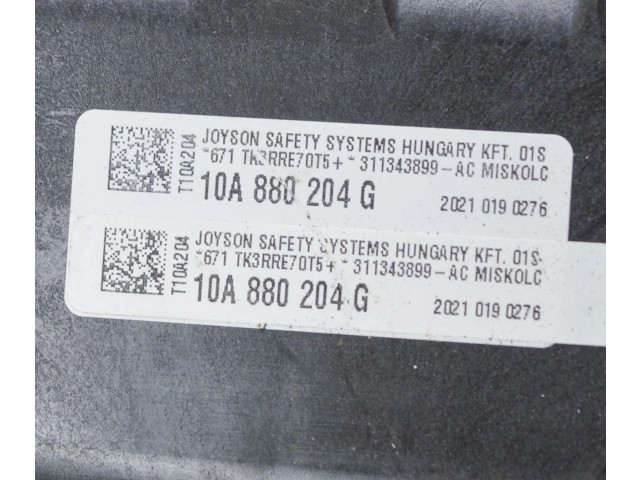 T10A204
JOYSON SAFETY SYSTEMS HUNGARY KFT. 01S
*671 TK3RRE70T5+* 311343899-AC MISKOLC
10A 880 204 G 2021 019 0276
T10A204
JOYSON SAFETY SYSTEMS HUNGARY KFT. 01S-
*671 TK3RRE70T5+* 311343899-AC MISKOLC
10A 880 204 G 2021 019 0276